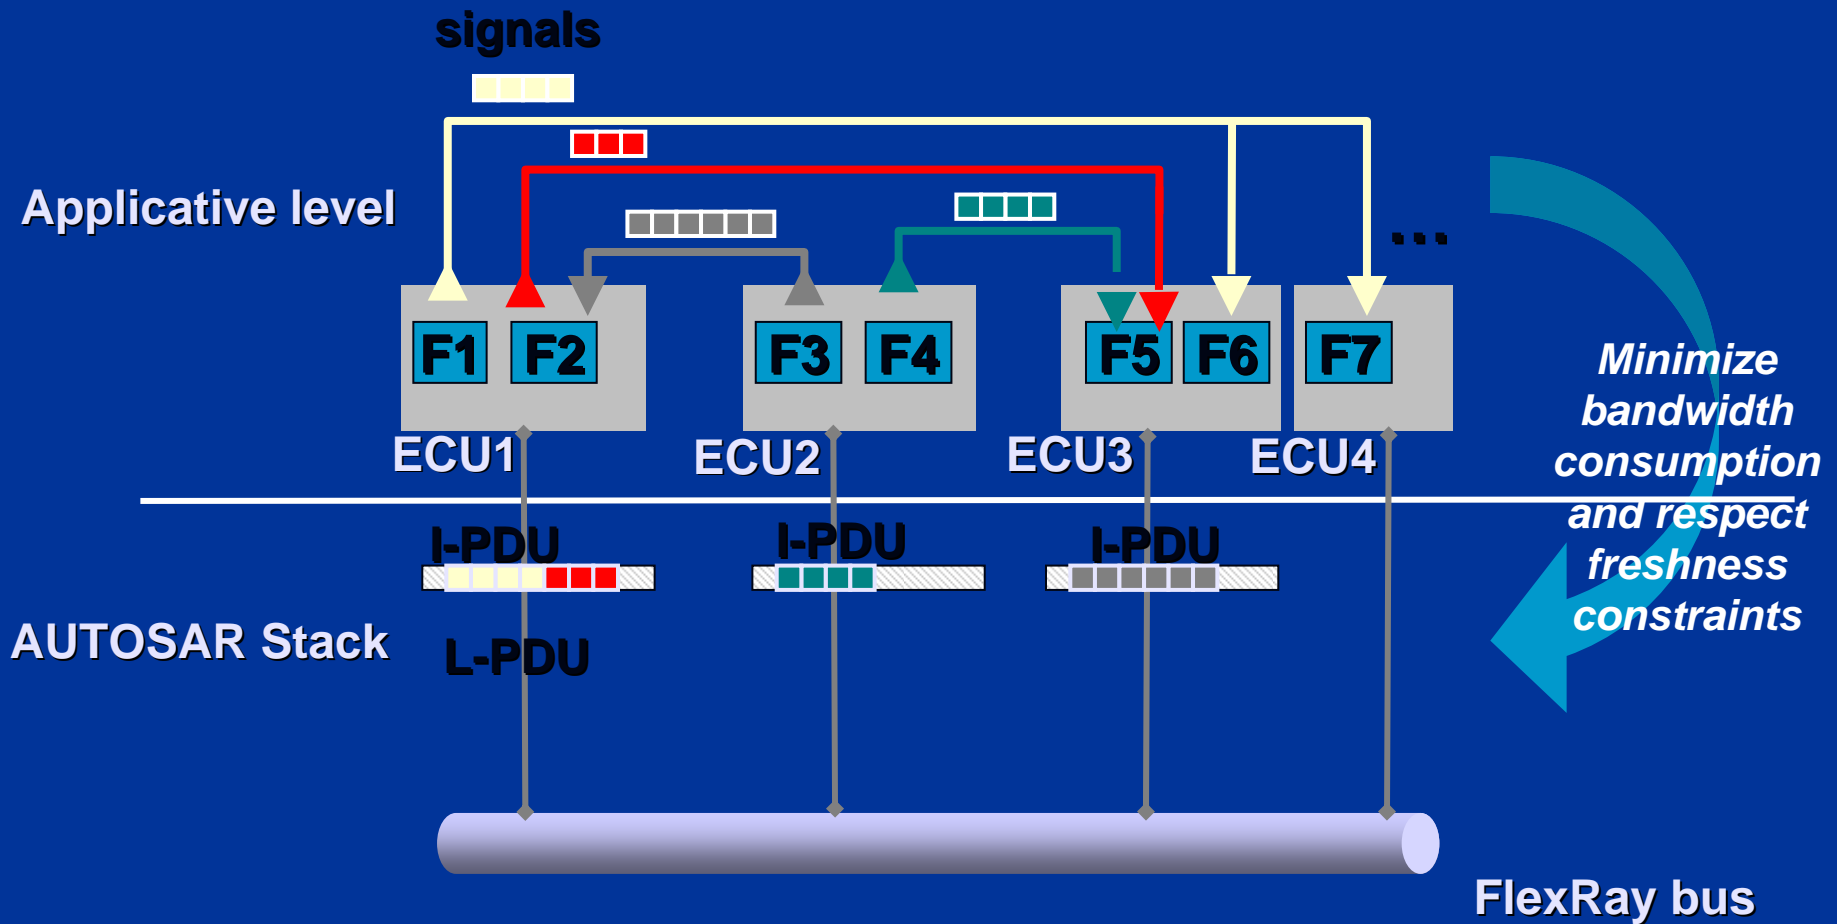 signals
Applicative level
...
F1 F2 F3 F4 F5 F6 F7
ECU1 ECU2 ECU3 ECU4
Minimize
bandwidth
consumption
and respect
freshness
constraints
I-PDU I-PDU I-PDU
AUTOSAR Stack
L-PDU
FlexRay bus